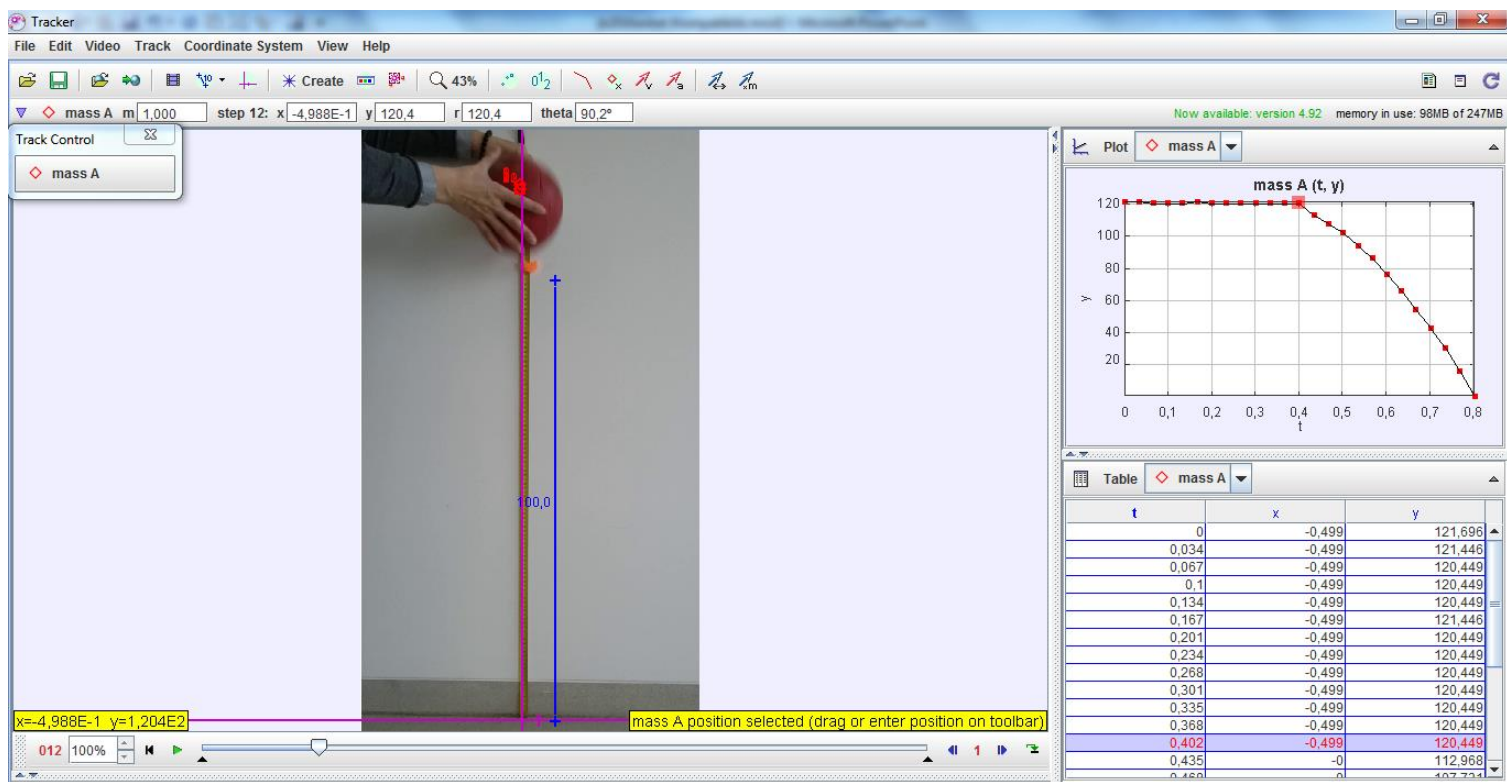 Tracker
File Edit Video Track Coordinate System View Help
Create 43%
mass A m 1,000 step 12: x -4,988E-1 y 120,4 r 120,4 theta 90,2° Now available: version 4.92 memory in use: 98MB of 247MB
Track Control
mass A
100,0
x=-4,988E-1 y=1,204E2
mass A position selected (drag or enter position on toolbar)
012 100% 1
Plot mass A
mass A (t, y)
120
100
80
60
40
20
y
0 0,1 0,2 0,3 0,4 0,5 0,6 0,7 0,8
t
Table mass A
t x y
0 -0,499 121,696
0,034 -0,499 121,446
0,067 -0,499 120,449
0,1 -0,499 120,449
0,134 -0,499 120,449
0,167 -0,499 121,446
0,201 -0,499 120,449
0,234 -0,499 120,449
0,268 -0,499 120,449
0,301 -0,499 120,449
0,335 -0,499 120,449
0,368 -0,499 120,449
0,402 -0,499 120,449
0,435 -0 112,968